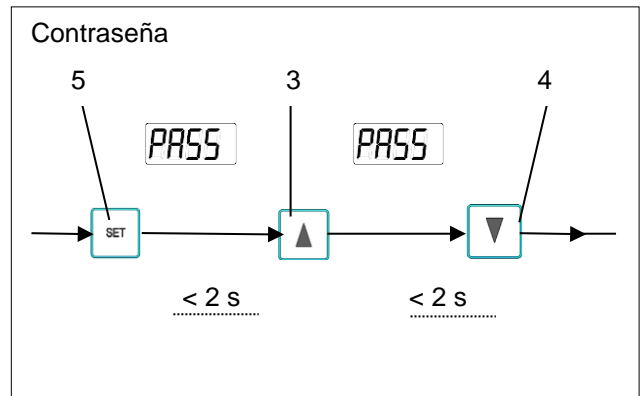 Contraseña
5 3 4
PASS PASS
SET
< 2 s < 2 s